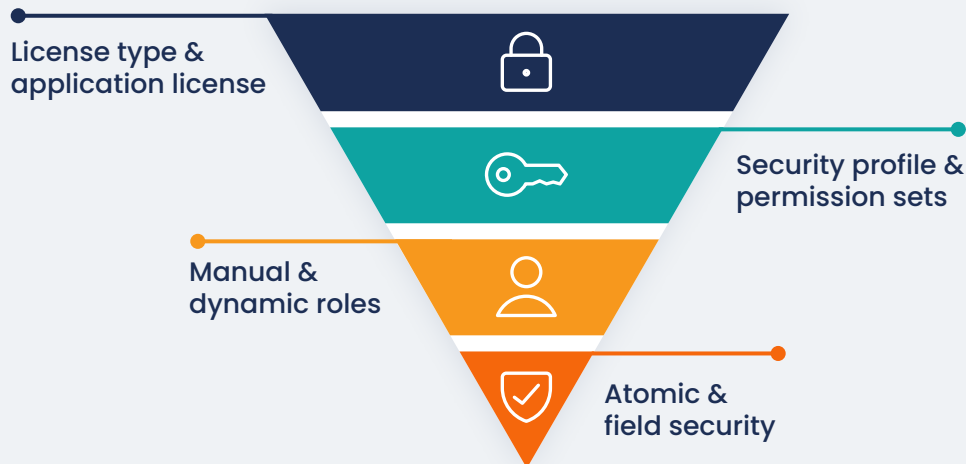 License type &
application license
Security profile &
permission sets
Manual &
dynamic roles
Atomic &
field security